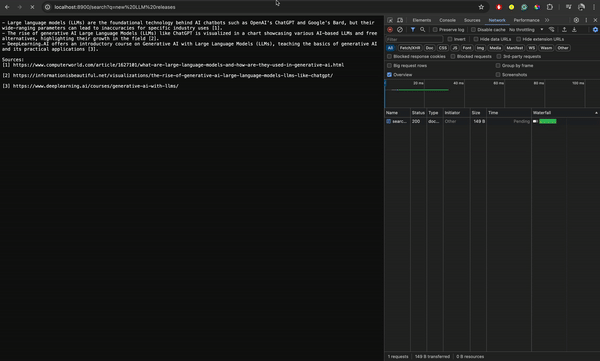 localhost:8900/search?q=new%20LLM%20releases
- Large language models (LLMs) are the foundational technology behind AI chatbots such as OpenAI's ChatGPT and Google's Bard, but their
wide-ranging parameters can lead to inaccuracies for specific industry uses [1].
- The rise of generative AI Large Language Models (LLMs) like ChatGPT is visualized in a chart showcasing various AI-based LLMs and free
alternatives, highlighting their growth in the field [2].
- DeepLearning.AI offers an introductory course on Generative AI with Large Language Models (LLMs), teaching the basics of generative AI
and its practical applications [3].
Sources:
[1] https://www.computerworld.com/article/1627101/what-are-large-language-models-and-how-are-they-used-in-generative-ai.html
[2] https://informationisbeautiful.net/visualizations/the-rise-of-generative-ai-large-language-models-llms-like-chatgpt/
[3] https://www.deeplearning.ai/courses/generative-ai-with-llms/
Elements Network Console Sources Performance
Preserve log Disable cache No throttling
Filter Invert Hide data URLs Hide extension URLs
All Fetch/XHR Doc CSS JS Font Img Media Manifest WS Wasm Other
Blocked response cookies Blocked requests 3rd-party requests
Big request rows Group by frame
Overview Screenshots
20 ms 40 ms 60 ms 80 ms 100 ms
Name Status Type Initiator Size Time Waterfall
searc... 200 doc... Other 149 B Pending
1 requests 149 B transferred 0 B resources